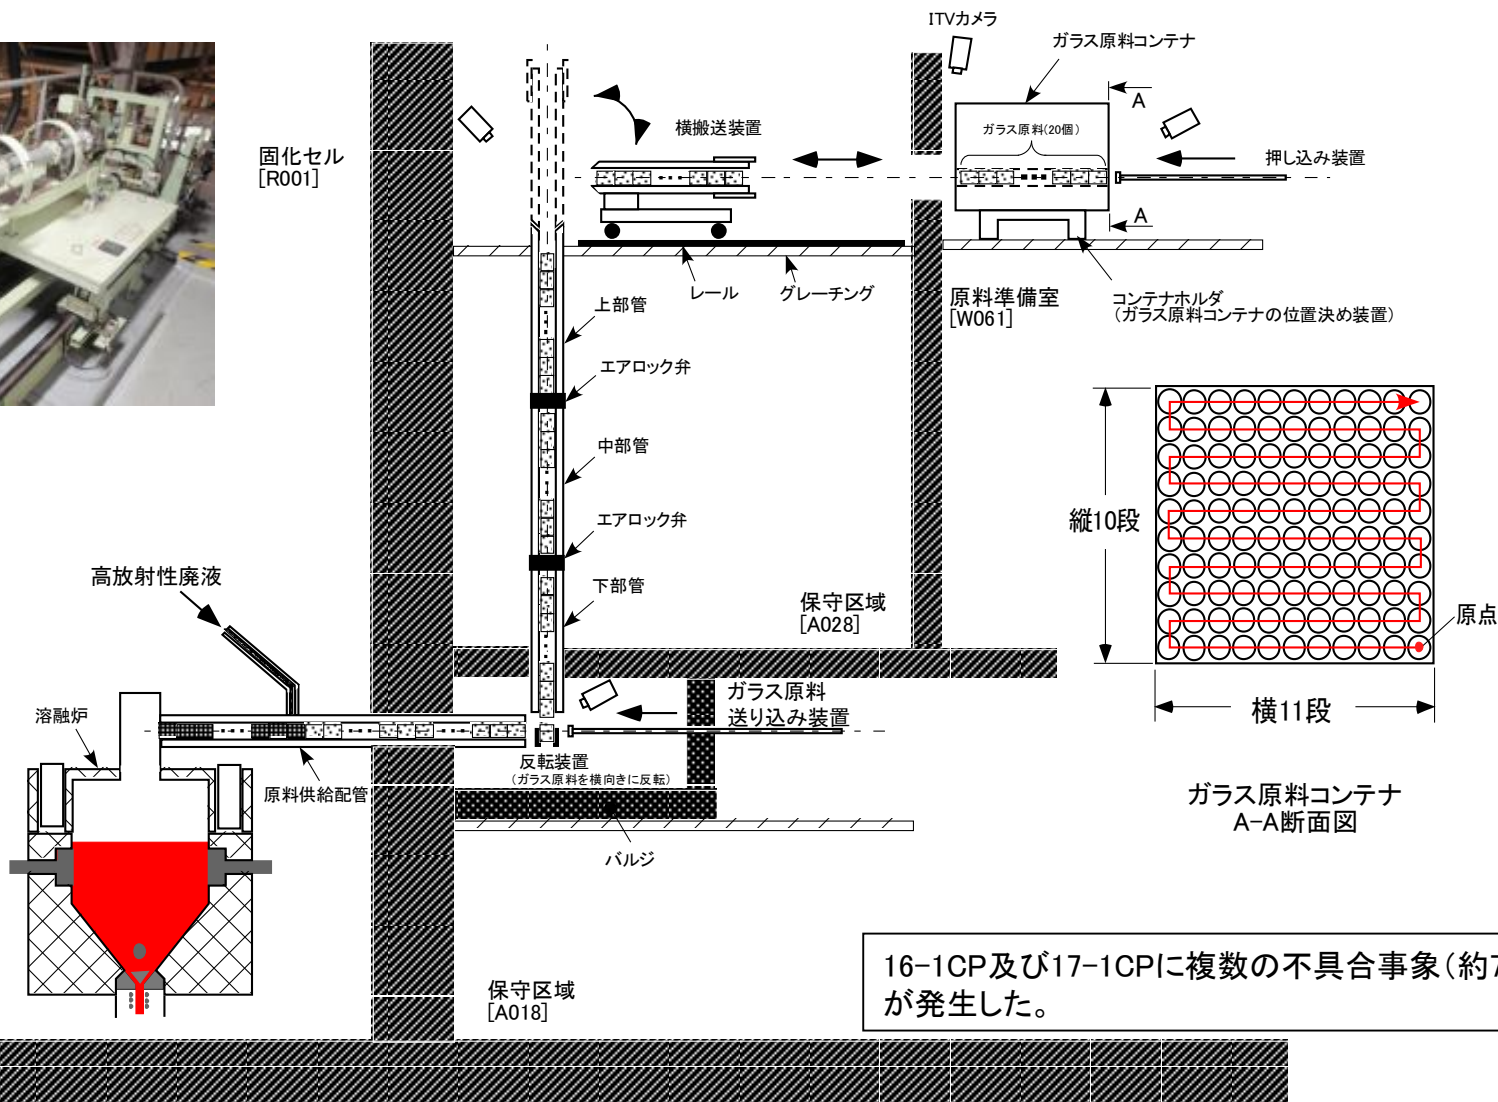 ITVカメラ
ガラス原料コンテナ
A
ガラス原料(20個)
横搬送装置
押し込み装置
固化セル
[R001]
A
レール
グレーチング
原料準備室
[W061]
コンテナホルダ
(ガラス原料コンテナの位置決め装置)
上部管
エアロック弁
中部管
エアロック弁
下部管
縦10段
原点
横11段
ガラス原料コンテナ
A-A断面図
高放射性廃液
保守区域
[A028]
溶融炉
ガラス原料
送り込み装置
反転装置
(ガラス原料を横向きに反転)
原料供給配管
バルジ
保守区域
[A018]
16-1CP及び17-1CPに複数の不具合事象(約7
が発生した。